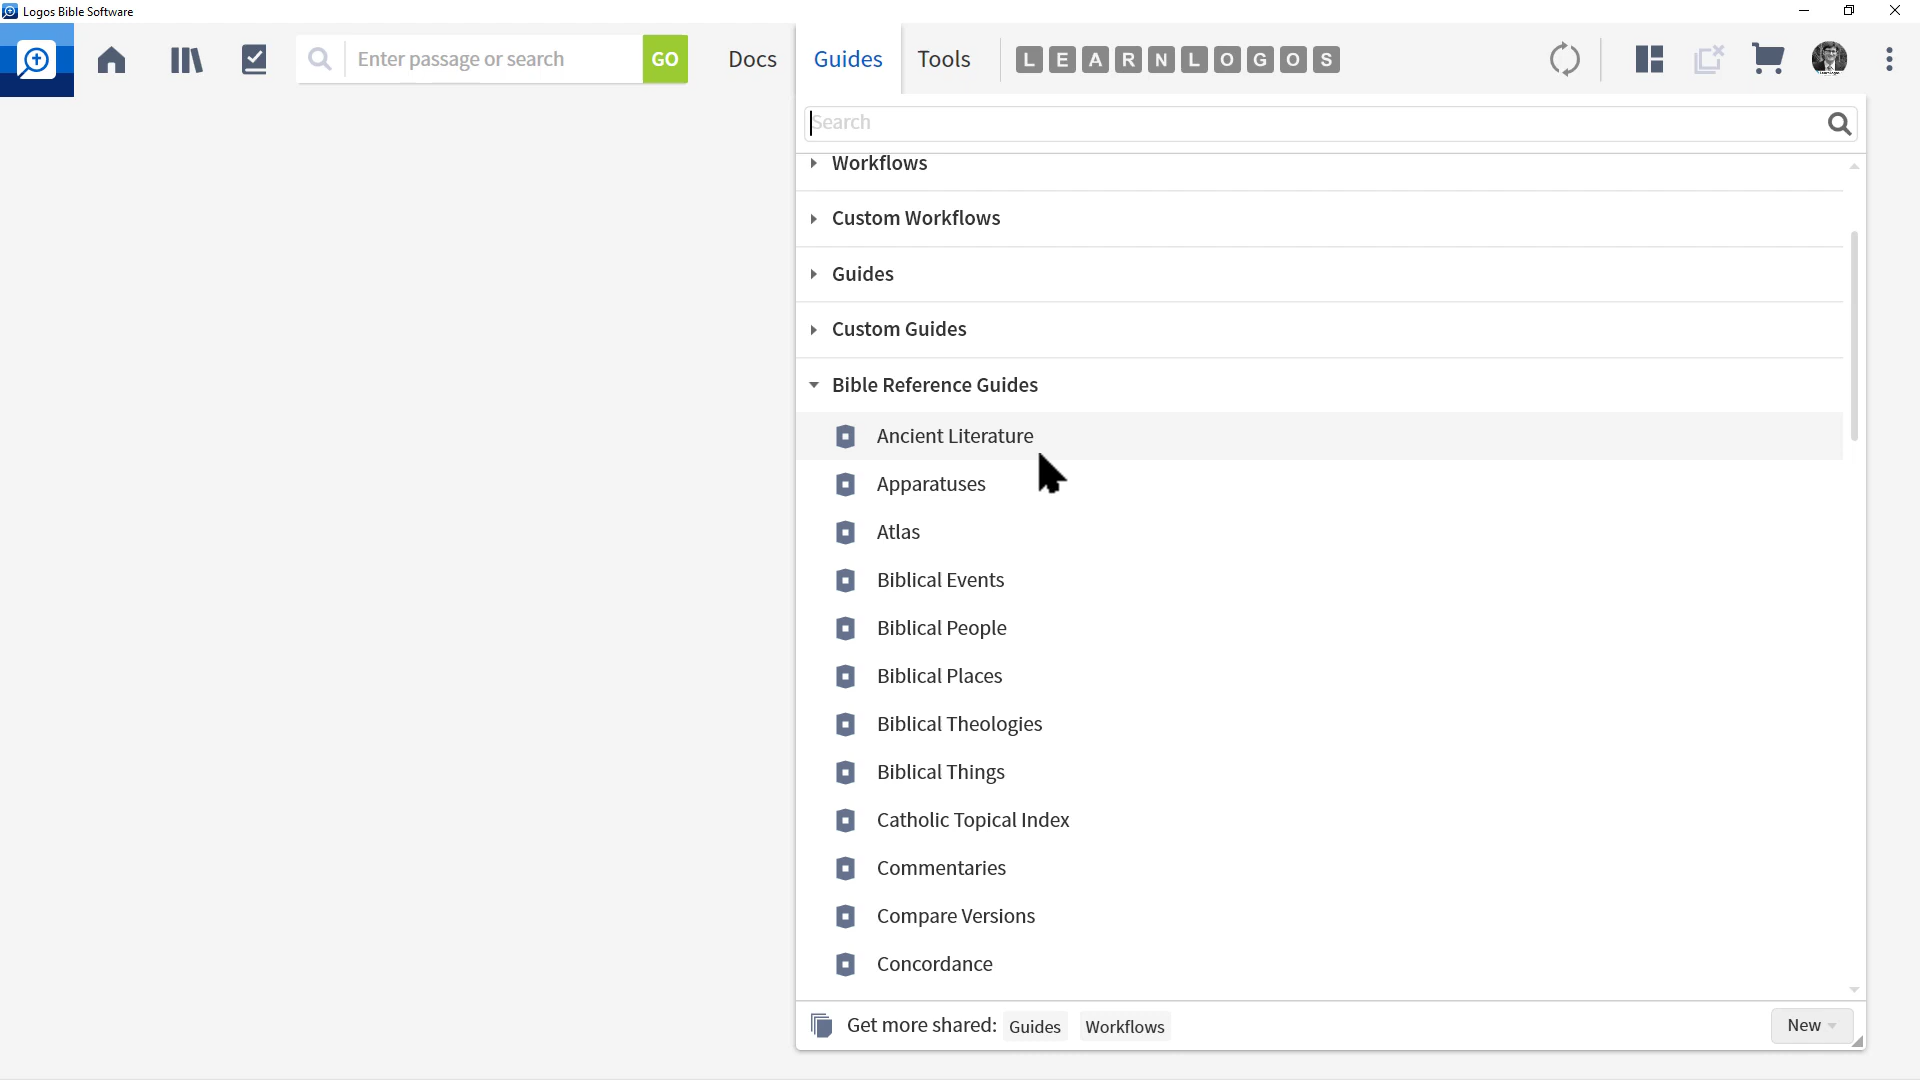 Logos Bible Software
Enter passage or search
GO
Docs
Guides
Tools
L E A R N L O G O S
Search
Workflows
Custom Workflows
Guides
Custom Guides
Bible Reference Guides
Ancient Literature
Apparatuses
Atlas
Biblical Events
Biblical People
Biblical Places
Biblical Theologies
Biblical Things
Catholic Topical Index
Commentaries
Compare Versions
Concordance
Get more shared: Guides Workflows
New